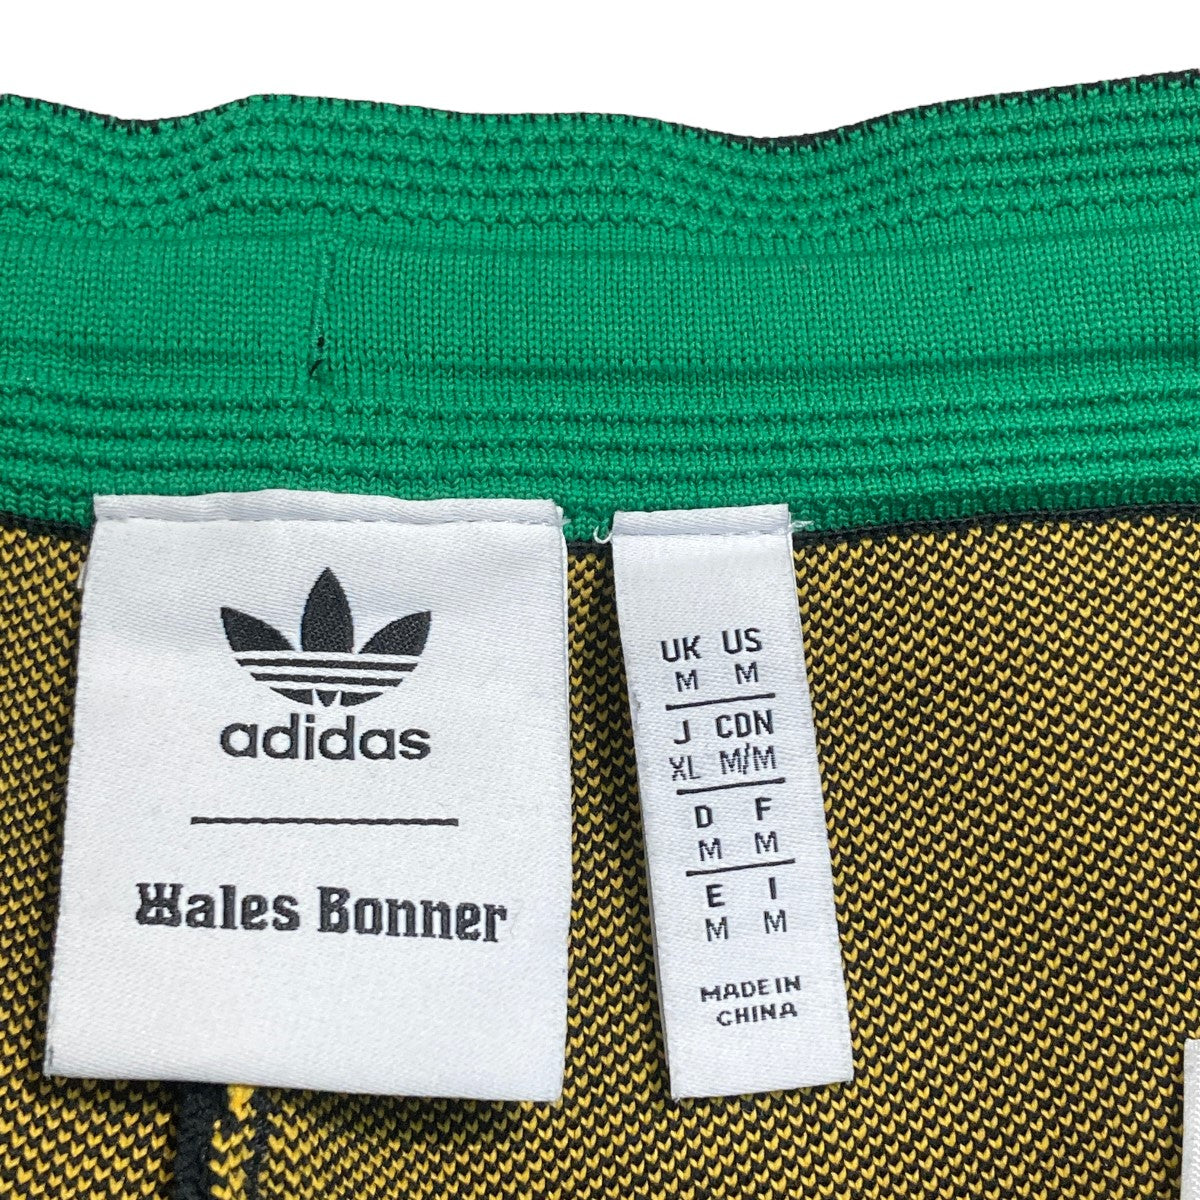 adidas
Wales Bonner
UK US
M M
J CDN
XL M/M
D F
M M
E I
M M
MADE IN
CHINA